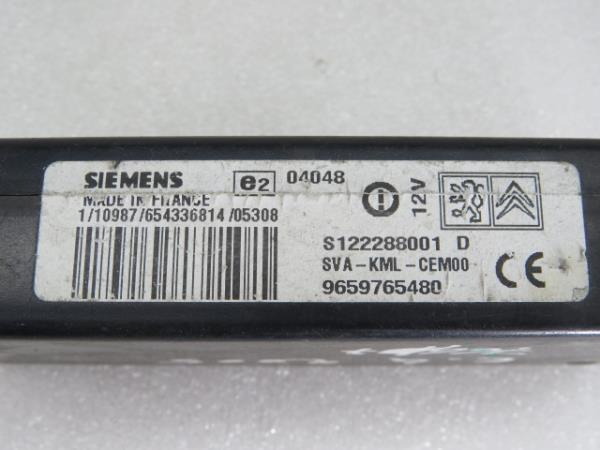 SIEMENS
MADE IN FRANCE
1/10987/654336814/05308
e2 04048
12V
S122288001 D
SVA-KML-CEM00
9659765480
CE